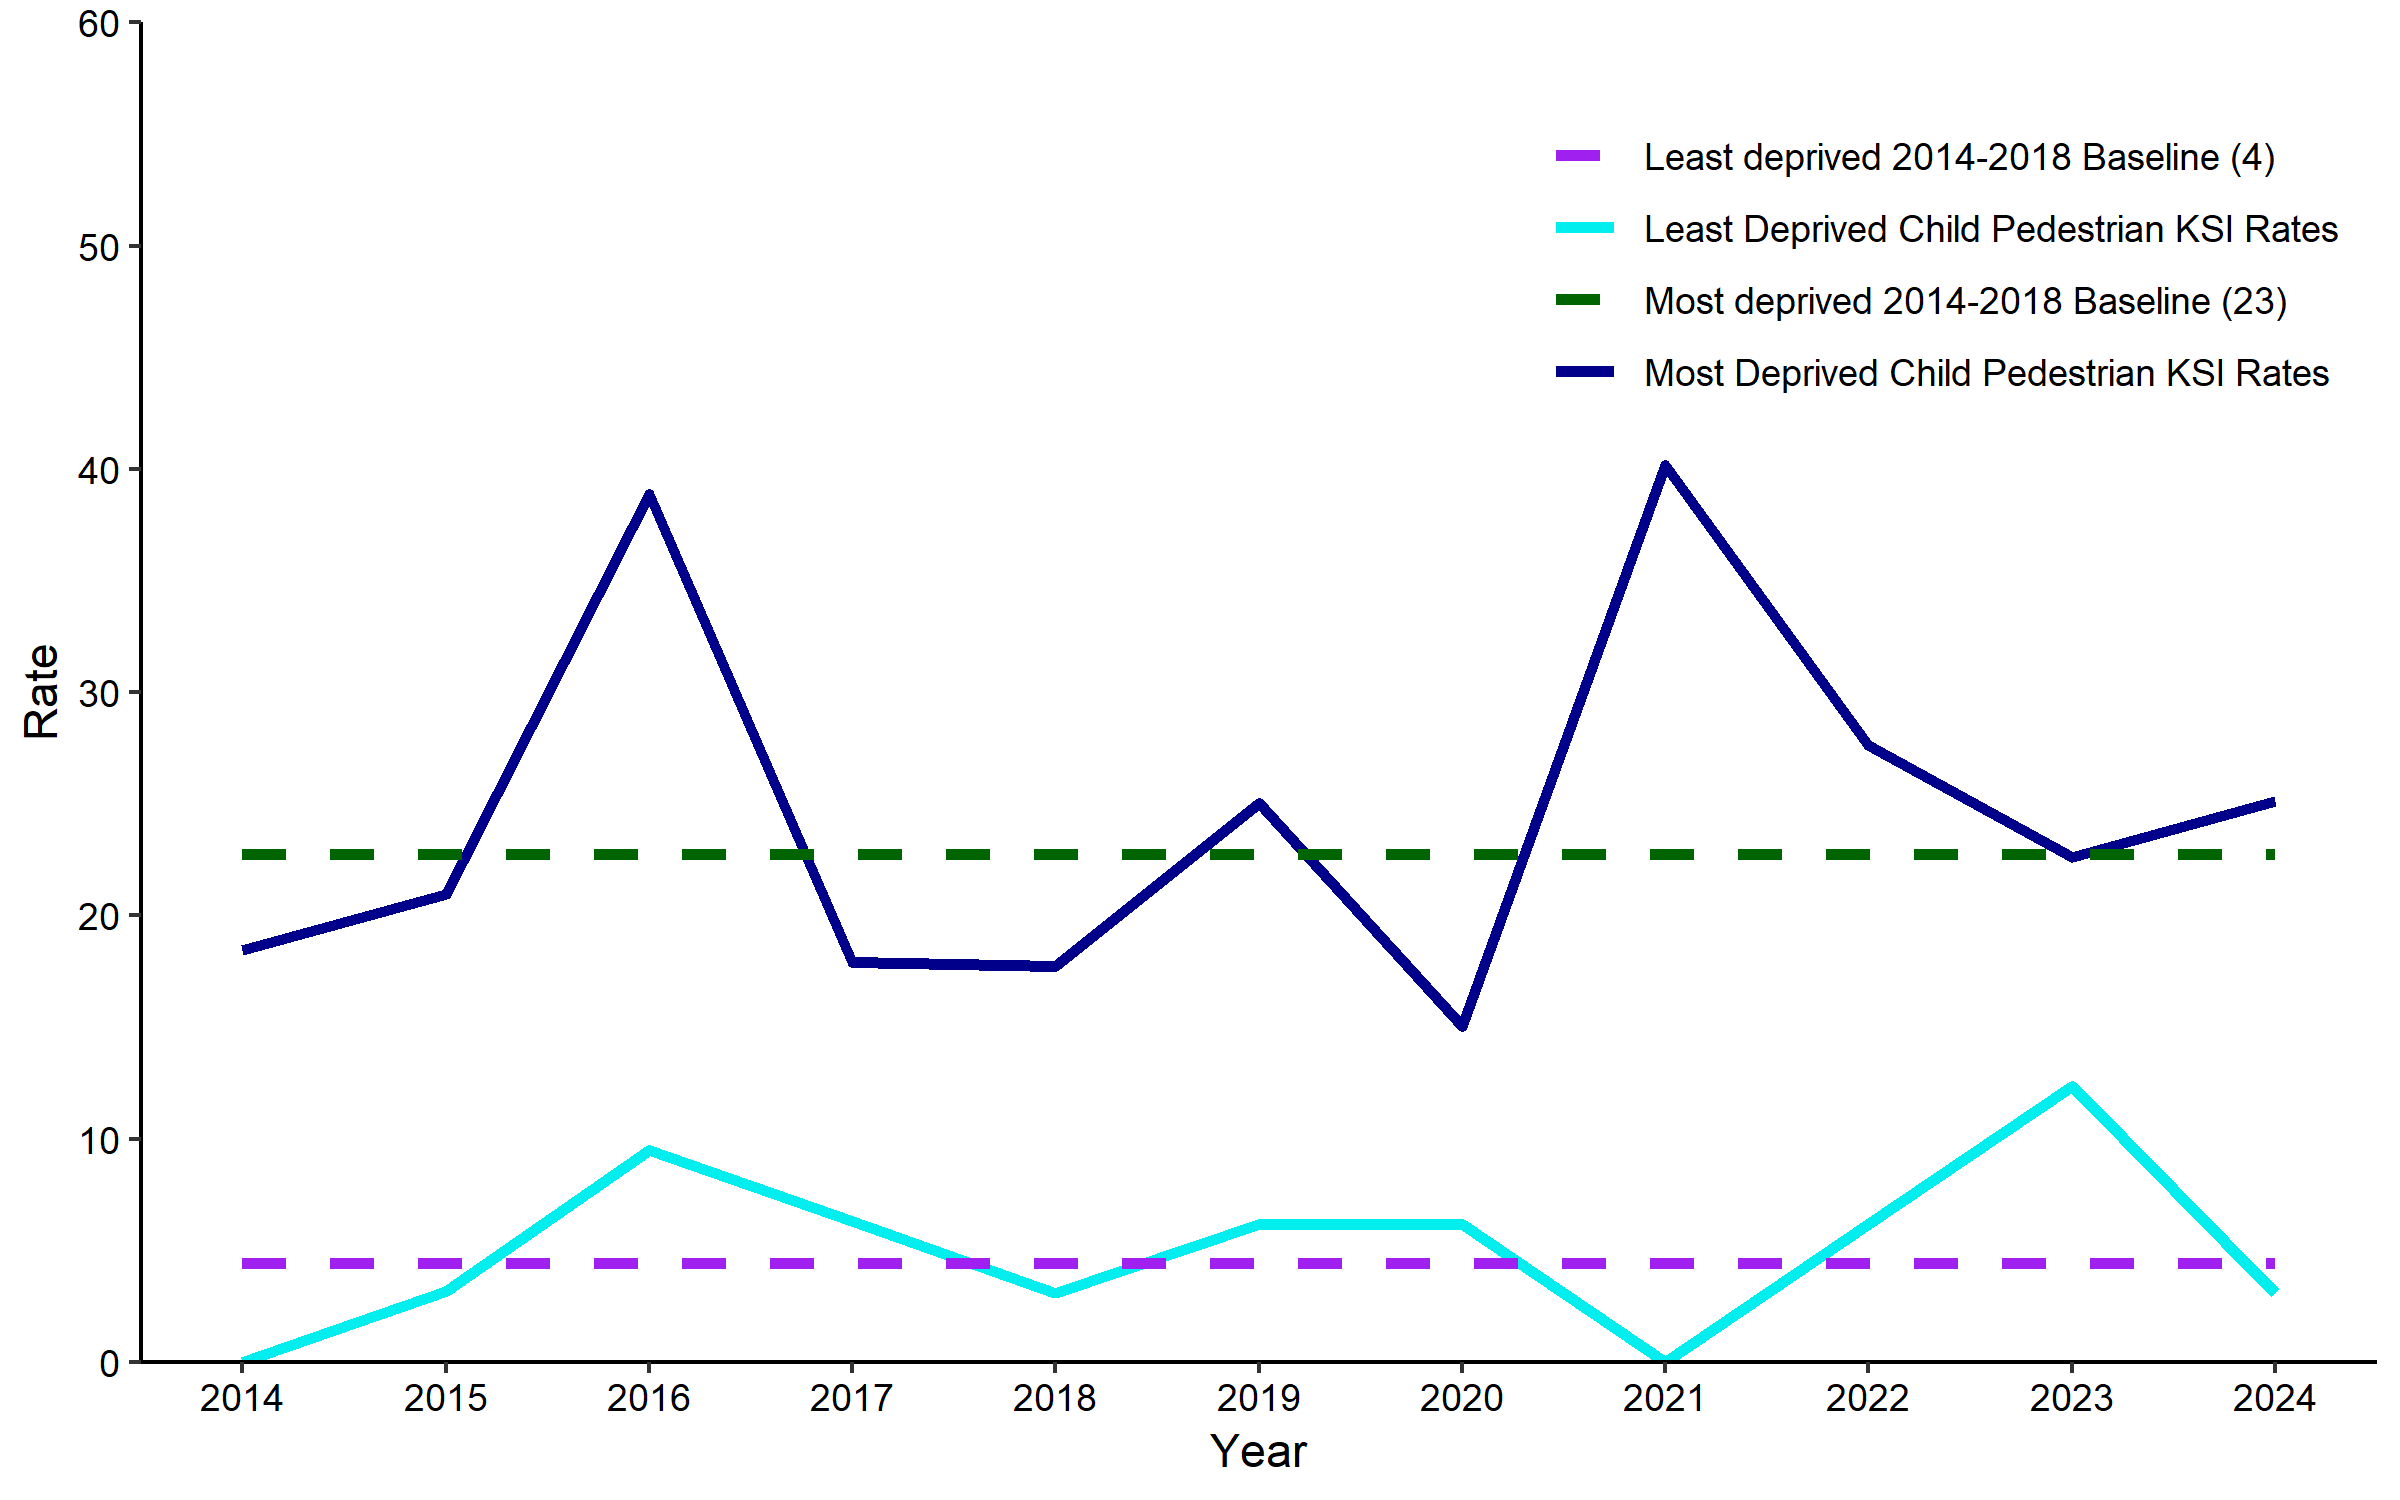 60
50
40
30
20
10
0
Rate
Least deprived 2014-2018 Baseline (4)
Least Deprived Child Pedestrian KSI Rates
Most deprived 2014-2018 Baseline (23)
Most Deprived Child Pedestrian KSI Rates
2014 2015 2016 2017 2018 2019 2020 2021 2022 2023 2024
Year